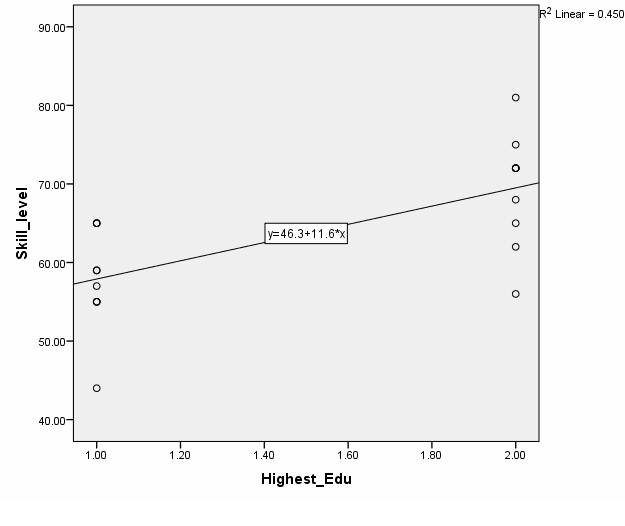 R² Linear = 0.450
90.00
80.00
70.00
60.00
50.00
40.00
Skill_level
y=46.3+11.6*x
1.00 1.20 1.40 1.60 1.80 2.00
Highest_Edu